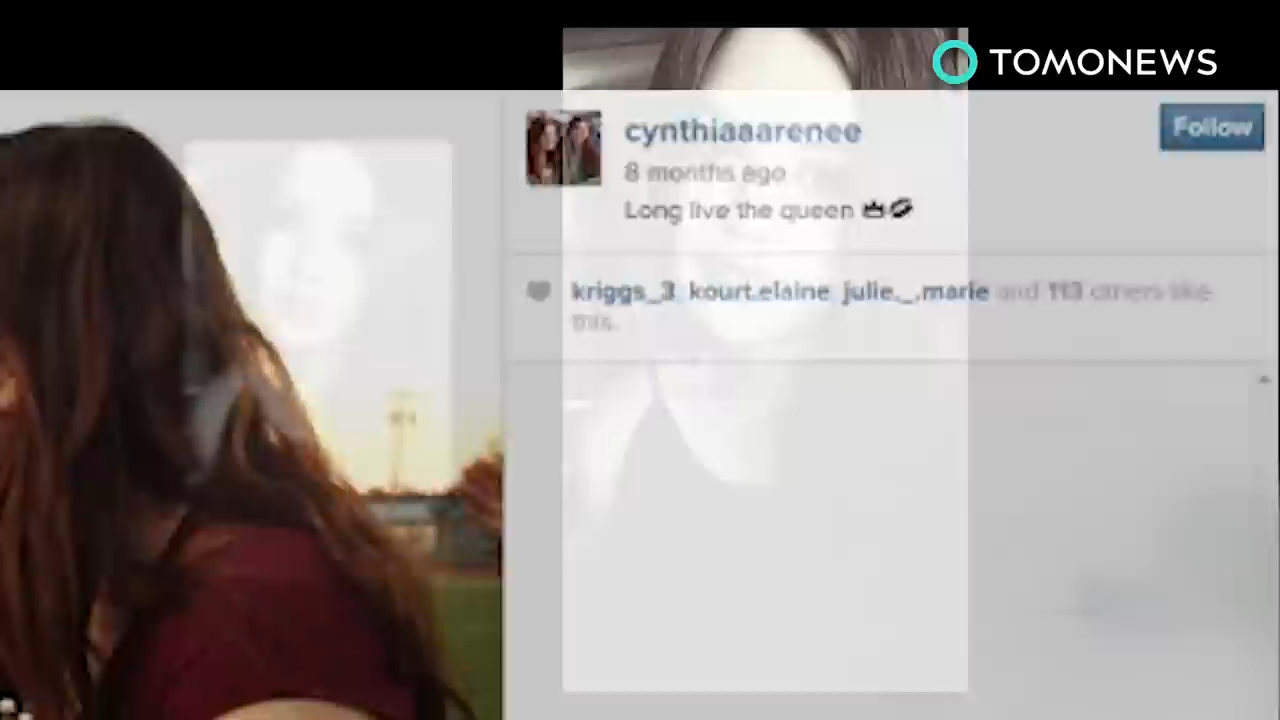 TOMONEWS
cynthiaaarenee
Follow
8 months ago
Long live the queen
kriggs_3 kourt.elaine julie._.marie and 113 others like
this.